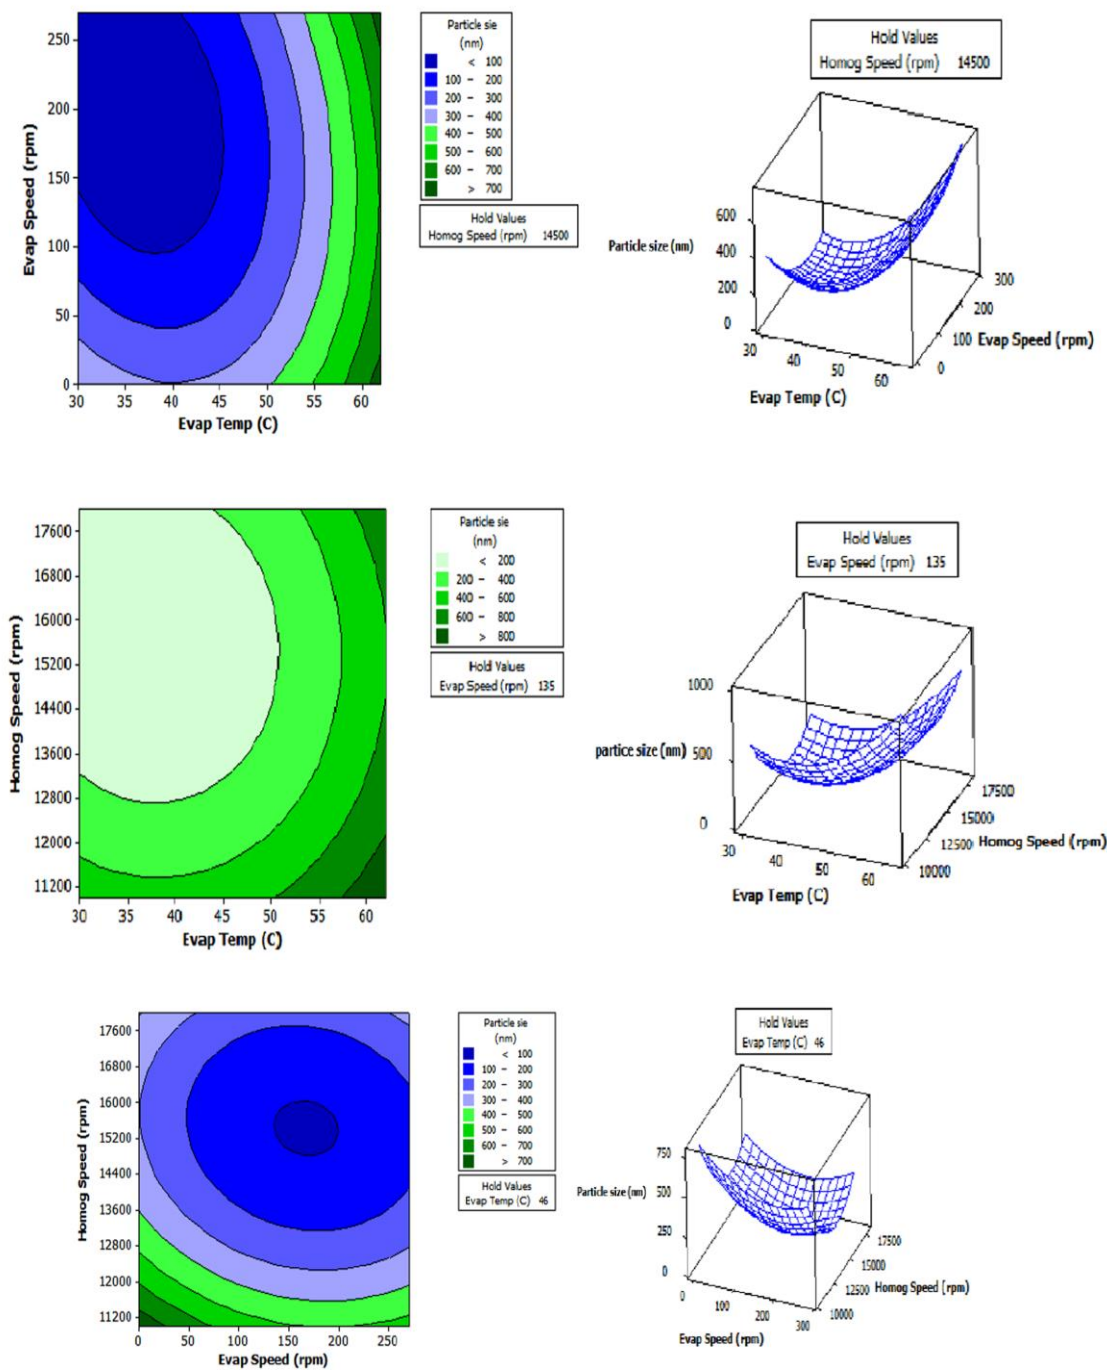 250
200
150
100
50
0
Evap Speed (rpm)
30 35 40 45 50 55 60
Evap Temp (C)
Particle sie
(nm)
< 100
100 – 200
200 – 300
300 – 400
400 – 500
500 – 600
600 – 700
> 700
Hold Values
Homog Speed (rpm) 14500
Hold Values
Homog Speed (rpm) 14500
Particle size (nm)
600
400
200
0
30 40 50 60
Evap Temp (C)
300
200
100
0
Evap Speed (rpm)
17600
16800
16000
15200
14400
13600
12800
12000
11200
Homog Speed (rpm)
30 35 40 45 50 55 60
Evap Temp (C)
Particle sie
(nm)
< 200
200 – 400
400 – 600
600 – 800
> 800
Hold Values
Evap Speed (rpm) 135
Hold Values
Evap Speed (rpm) 135
1000
500
0
partice size (nm)
30 40 50 60
Evap Temp (C)
17500
15000
12500
10000
Homog Speed (rpm)
17600
16800
16000
15200
14400
13600
12800
12000
11200
Homog Speed (rpm)
0 50 100 150 200 250
Evap Speed (rpm)
Particle sie
(nm)
< 100
100 – 200
200 – 300
300 – 400
400 – 500
500 – 600
600 – 700
> 700
Hold Values
Evap Temp (C) 46
Hold Values
Evap Temp (C) 46
750
500
250
0
Particle size (nm)
0 100 200 300
Evap Speed (rpm)
17500
15000
12500
10000
Homog Speed (rpm)